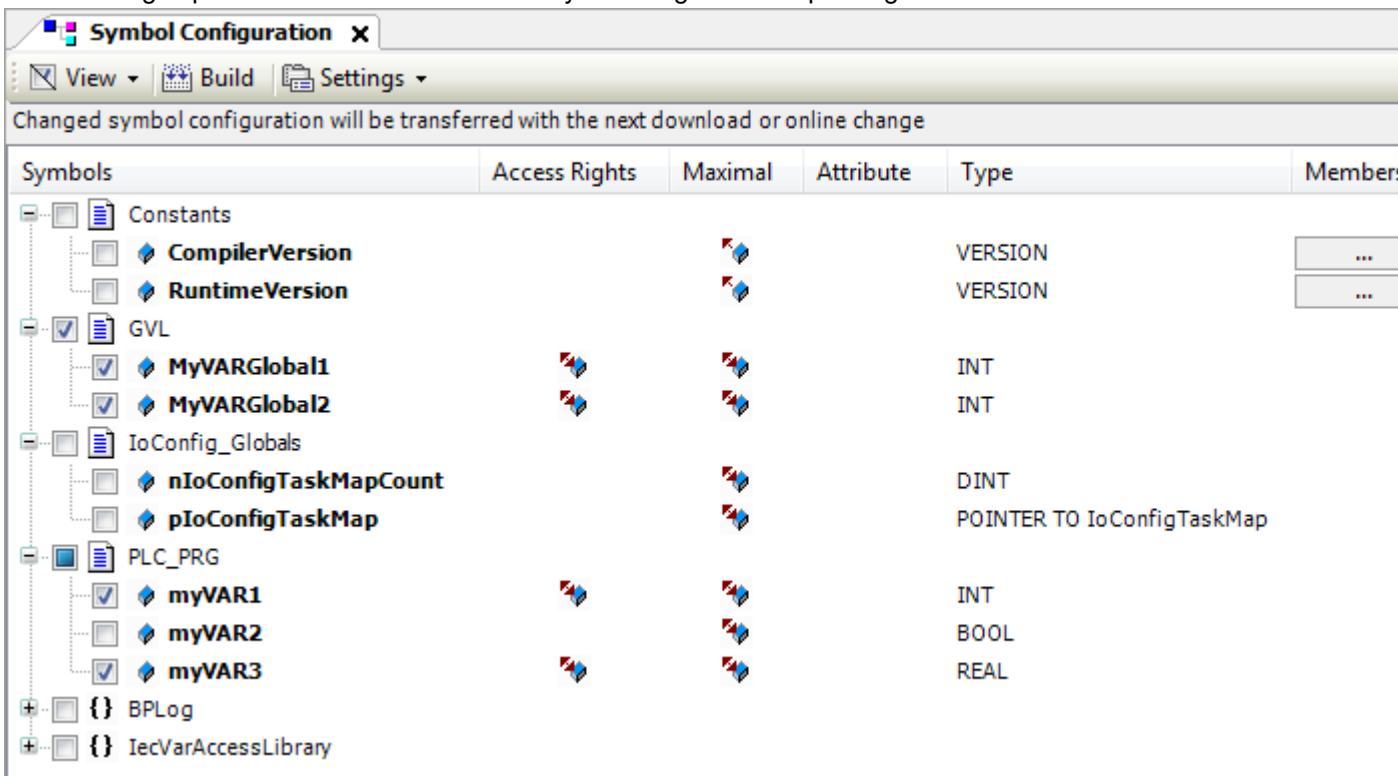 Symbol Configuration x
View Build Settings
Changed symbol configuration will be transferred with the next download or online change
Symbols Access Rights Maximal Attribute Type Members
Constants
CompilerVersion VERSION ...
RuntimeVersion VERSION ...
GVL
MyVARGlobal1 INT
MyVARGlobal2 INT
IoConfig_Globals
nIoConfigTaskMapCount DINT
pIoConfigTaskMap POINTER TO IoConfigTaskMap
PLC_PRG
myVAR1 INT
myVAR2 BOOL
myVAR3 REAL
{} BPLog
{} IecVarAccessLibrary